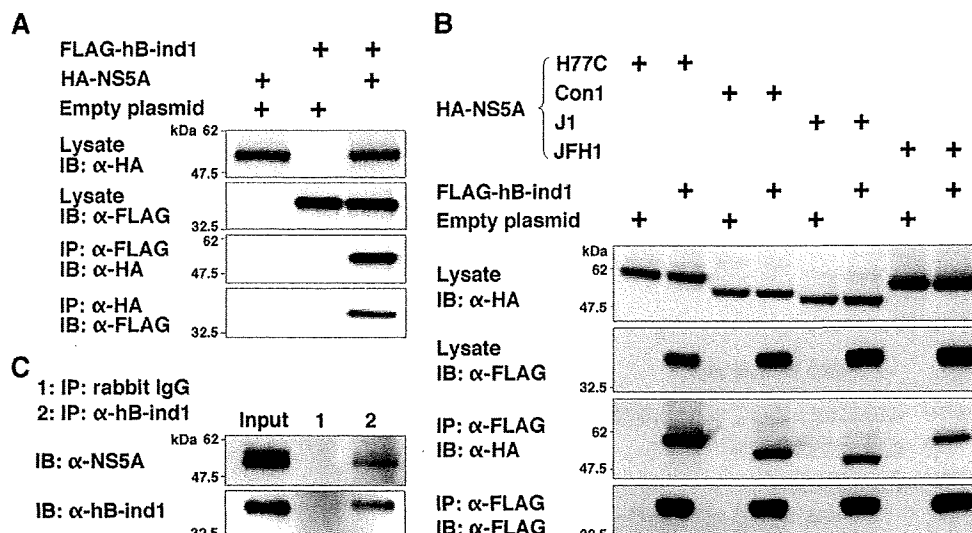 A
FLAG-hB-ind1 + +
HA-NS5A + +
Empty plasmid + +
kDa 62
Lysate
IB: α-HA
47.5
Lysate
IB: α-FLAG
32.5
IP: α-FLAG 62
IB: α-HA
47.5
IP: α-HA
IB: α-FLAG
32.5
B
HA-NS5A
H77C + +
Con1 + +
J1 + +
JFH1 + +
FLAG-hB-ind1 + + + +
Empty plasmid + + + +
kDa
62
Lysate
IB: α-HA
47.5
Lysate
IB: α-FLAG
32.5
IP: α-FLAG
IB: α-HA
62
47.5
IP: α-FLAG
IB: α-FLAG
C
1: IP: rabbit IgG
2: IP: α-hB-ind1
Input 1 2
kDa 62
IB: α-NS5A
47.5
IB: α-hB-ind1
32.5